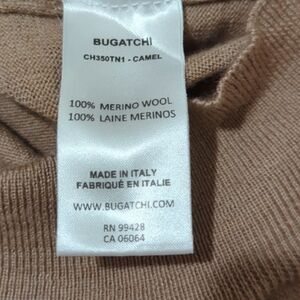 BUGATCHI
CH350TN1 - CAMEL
100% MERINO WOOL
100% LAINE MERINOS
MADE IN ITALY
FABRIQUÉ EN ITALIE
WWW.BUGATCHI.COM
RN 99428
CA 06064